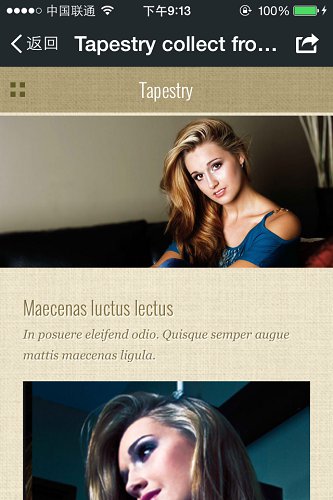 中国联通 下午9:13 100%
返回 Tapestry collect fro...
Tapestry
Maecenas luctus lectus
In posuere eleifend odio. Quisque semper augue
mattis maecenas ligula.